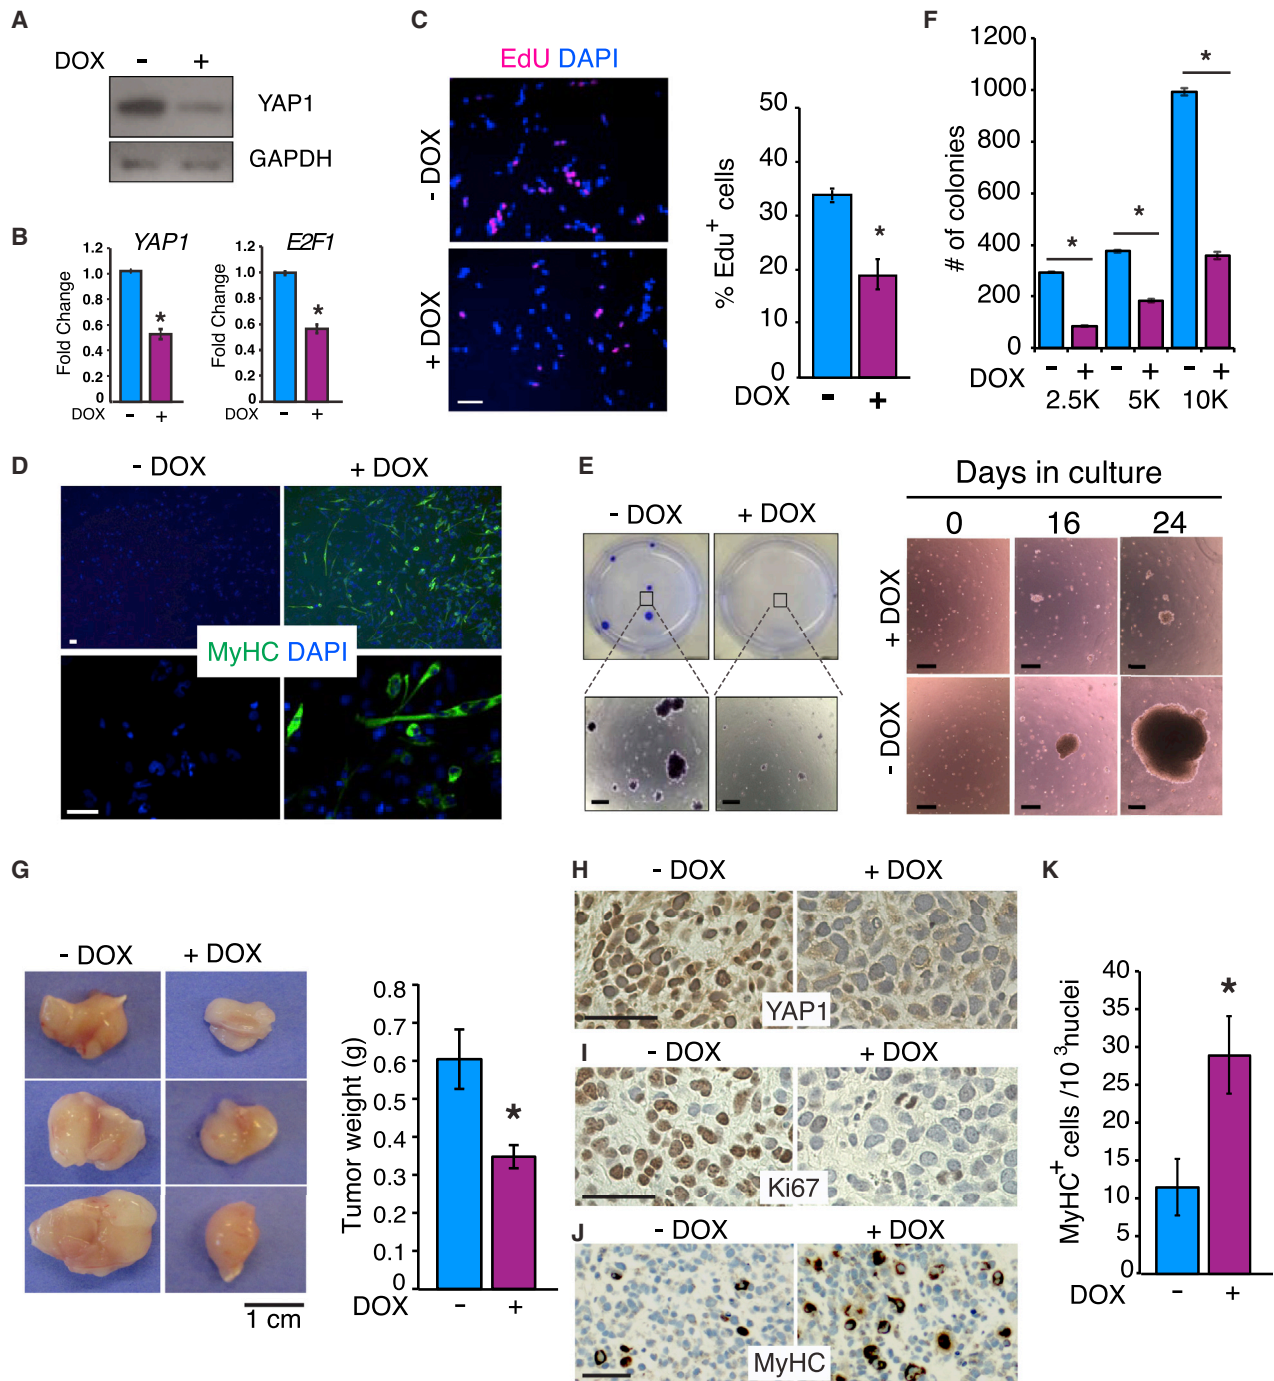 A
DOX - +
YAP1
GAPDH
B
YAP1
Fold Change
1.2
1.0
0.8
0.6
0.4
0.2
0
*
DOX - +
E2F1
Fold Change
1.2
1.0
0.8
0.6
0.4
0.2
0
*
DOX - +
C
EdU DAPI
- DOX
+ DOX
% Edu+ cells
50
40
30
20
10
0
*
DOX - +
F
# of colonies
1200
1000
800
600
400
200
0
*
*
*
- + - + - +
DOX
2.5K 5K 10K
D
- DOX + DOX
MyHC DAPI
E
- DOX + DOX
Days in culture
0 16 24
+ DOX
- DOX
G
- DOX + DOX
1 cm
Tumor weight (g)
0.8
0.7
0.6
0.5
0.4
0.3
0.2
0.1
0
*
DOX - +
H
- DOX + DOX
YAP1
I
- DOX + DOX
Ki67
J
- DOX + DOX
MyHC
K
MyHC+ cells /10 3nuclei
40
35
30
25
20
15
10
5
0
*
DOX - +